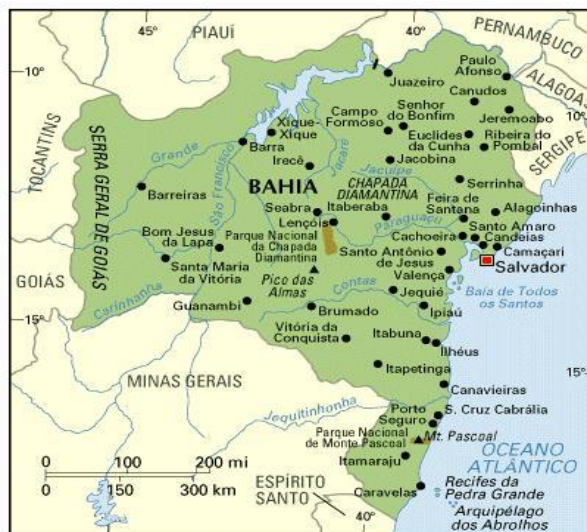 45°
PIAUÍ
40°
PERNAMBUCO
10°
Paulo
Afonso
ALAGOAS
Juazeiro
Canudos
TOCANTINS
SERRA GERAL DE GOIÁS
Xique-
Xique
Campo
Formoso
Senhor
do Bonfim
Jeremoabo
10°
Euclides
da Cunha
Ribeira do
Pombal
SERGIPE
Grande
Barra
São Francisco
Irecê
Jacaré
Jacobina
Jacuipe
BAHIA
CHAPADA
DIAMANTINA
Serrinha
Barreiras
Seabra
Itaberaba
Feira de
Santana
Alagoinhas
Lençóis
Paraguaçu
Santo Amaro
Bom Jesus
da Lapa
Parque Nacional
da Chapada
Diamantina
Cachoeira
Candeias
Camaçari
GOIÁS
Santa Maria
da Vitória
Santo Antônio
de Jesus
Salvador
Pico das
Almas
Valença
Baía de Todos
os Santos
Carinhanha
Guanambi
Contas
Jequié
15°
Brumado
Ipiaú
Vitória da
Conquista
Itabuna
Ilhéus
MINAS GERAIS
Itapetinga
15°
Canavieiras
Jequitinhonha
Porto
Seguro
S. Cruz Cabrália
Parque Nacional
de Monte Pascoal
Mt. Pascoal
OCEANO
ATLÂNTICO
0 100 200 mi
0 150 300 km
Itamaraju
ESPÍRITO
SANTO
40°
Caravelas
Recifes da
Pedra Grande
Arquipélago
dos Abrolhos